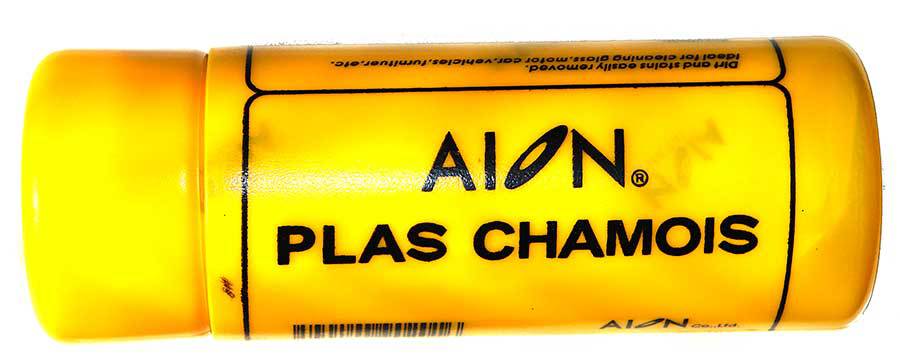 Dirt and stains easily removed.
Ideal for cleaning glass,motor car,vehicles,furnituer,etc.
AION®
PLAS CHAMOIS
AION Co.,Ltd.